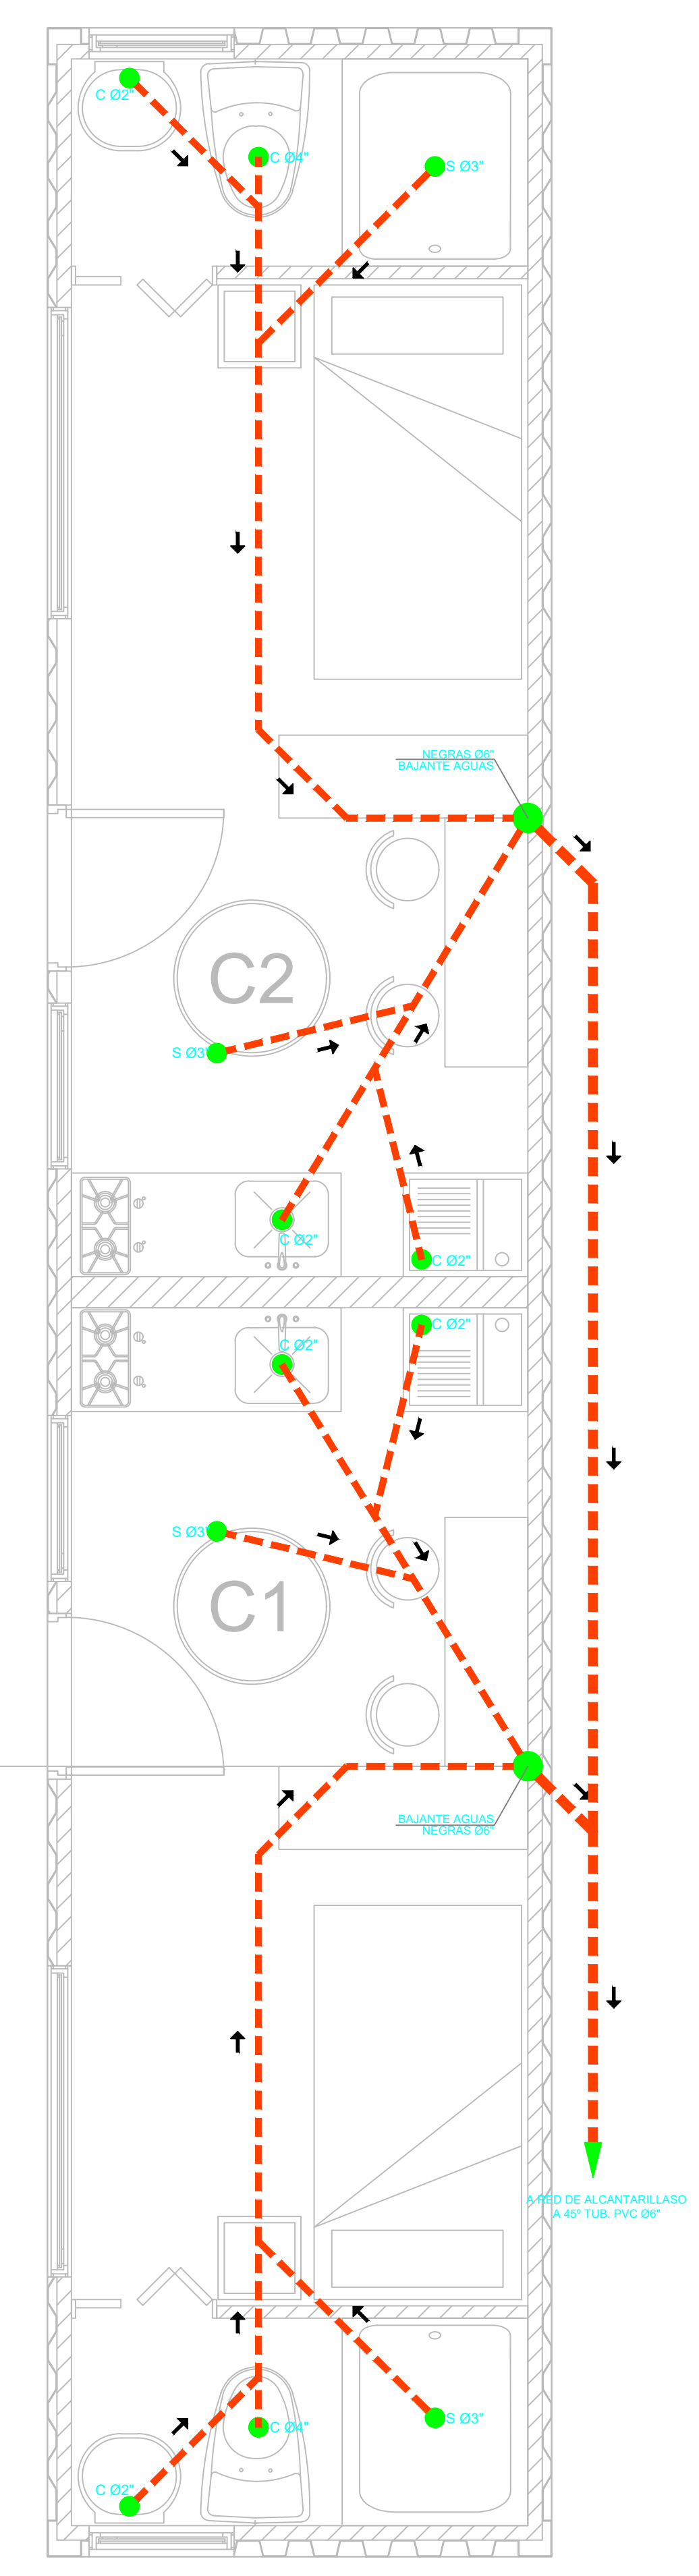 C Ø2"
C Ø4"
S Ø3"
NEGRAS Ø6"
BAJANTE AGUAS
C2
S Ø3"
C Ø2"
C Ø2"
C Ø2"
C Ø2"
S Ø3"
C1
BAJANTE AGUAS
NEGRAS Ø6"
A RED DE ALCANTARILLASO
A 45º TUB. PVC Ø6"
C Ø4"
S Ø3"
C Ø2"